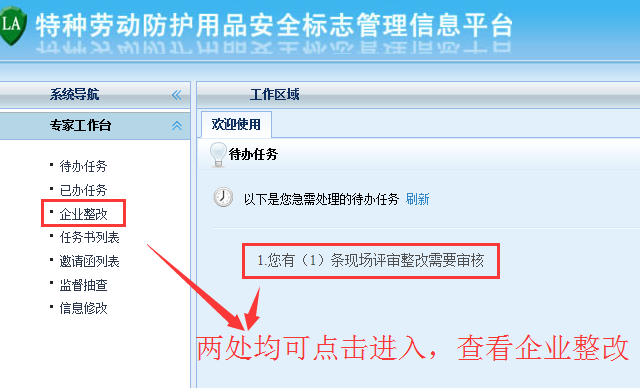 LA 特种劳动防护用品安全标志管理信息平台
系统导航
工作区域
专家工作台
欢迎使用
待办任务
待办任务
已办任务
企业整改
任务书列表
邀请函列表
监督抽查
信息修改
以下是您急需处理的待办任务 刷新
1.您有（1）条现场评审整改需要审核
两处均可点击进入，查看企业整改